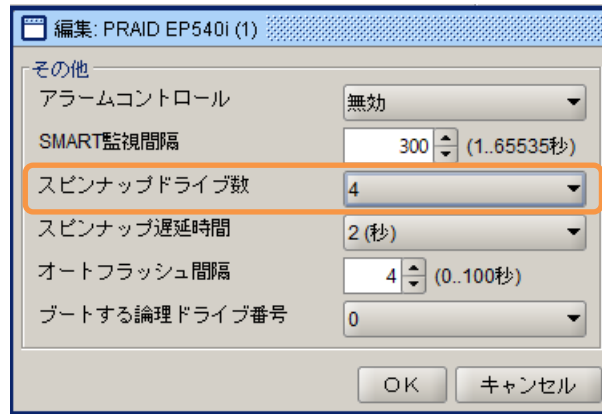 編集: PRAID EP540i (1)
その他
アラームコントロール 無効
SMART監視間隔 300 (1..65535秒)
スピンナップドライブ数 4
スピンナップ遅延時間 2 (秒)
オートフラッシュ間隔 4 (0..100秒)
ブートする論理ドライブ番号 0
OK キャンセル